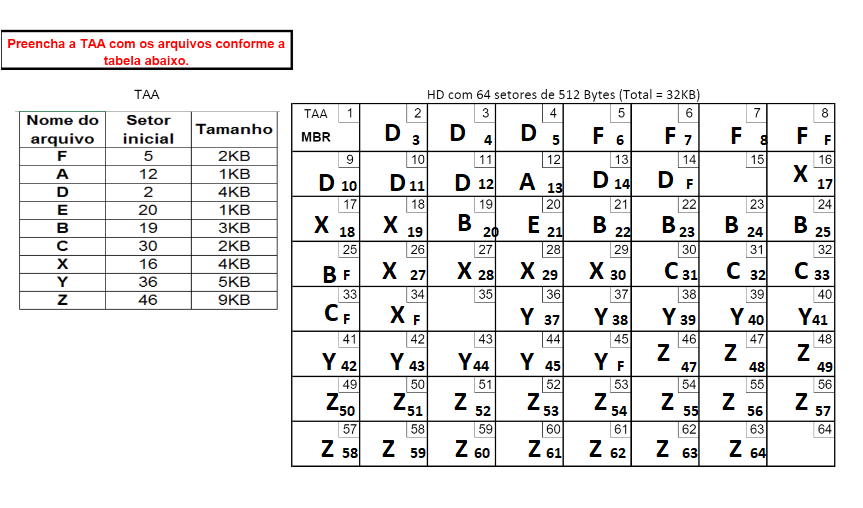 Preencha a TAA com os arquivos conforme a
tabela abaixo.
TAA
Nome do arquivo Setor inicial Tamanho
F 5 2KB
A 12 1KB
D 2 4KB
E 20 1KB
B 19 3KB
C 30 2KB
X 16 4KB
Y 36 5KB
Z 46 9KB
HD com 64 setores de 512 Bytes (Total = 32KB)
TAA 1 2 3 4 5 6 7 8
MBR D 3 D 4 D 5 F 6 F 7 F 8 F F
9 10 11 12 13 14 15 16
D 10 D 11 D 12 A 13 D 14 D F X 17
17 18 19 20 21 22 23 24
X 18 X 19 B 20 E 21 B 22 B 23 B 24 B 25
25 26 27 28 29 30 31 32
B F X 27 X 28 X 29 X 30 C 31 C 32 C 33
33 34 35 36 37 38 39 40
C F X F Y 37 Y 38 Y 39 Y 40 Y 41
41 42 43 44 45 46 47 48
Y 42 Y 43 Y 44 Y 45 Y F Z 47 Z 48 Z 49
49 50 51 52 53 54 55 56
Z 50 Z 51 Z 52 Z 53 Z 54 Z 55 Z 56 Z 57
57 58 59 60 61 62 63 64
Z 58 Z 59 Z 60 Z 61 Z 62 Z 63 Z 64